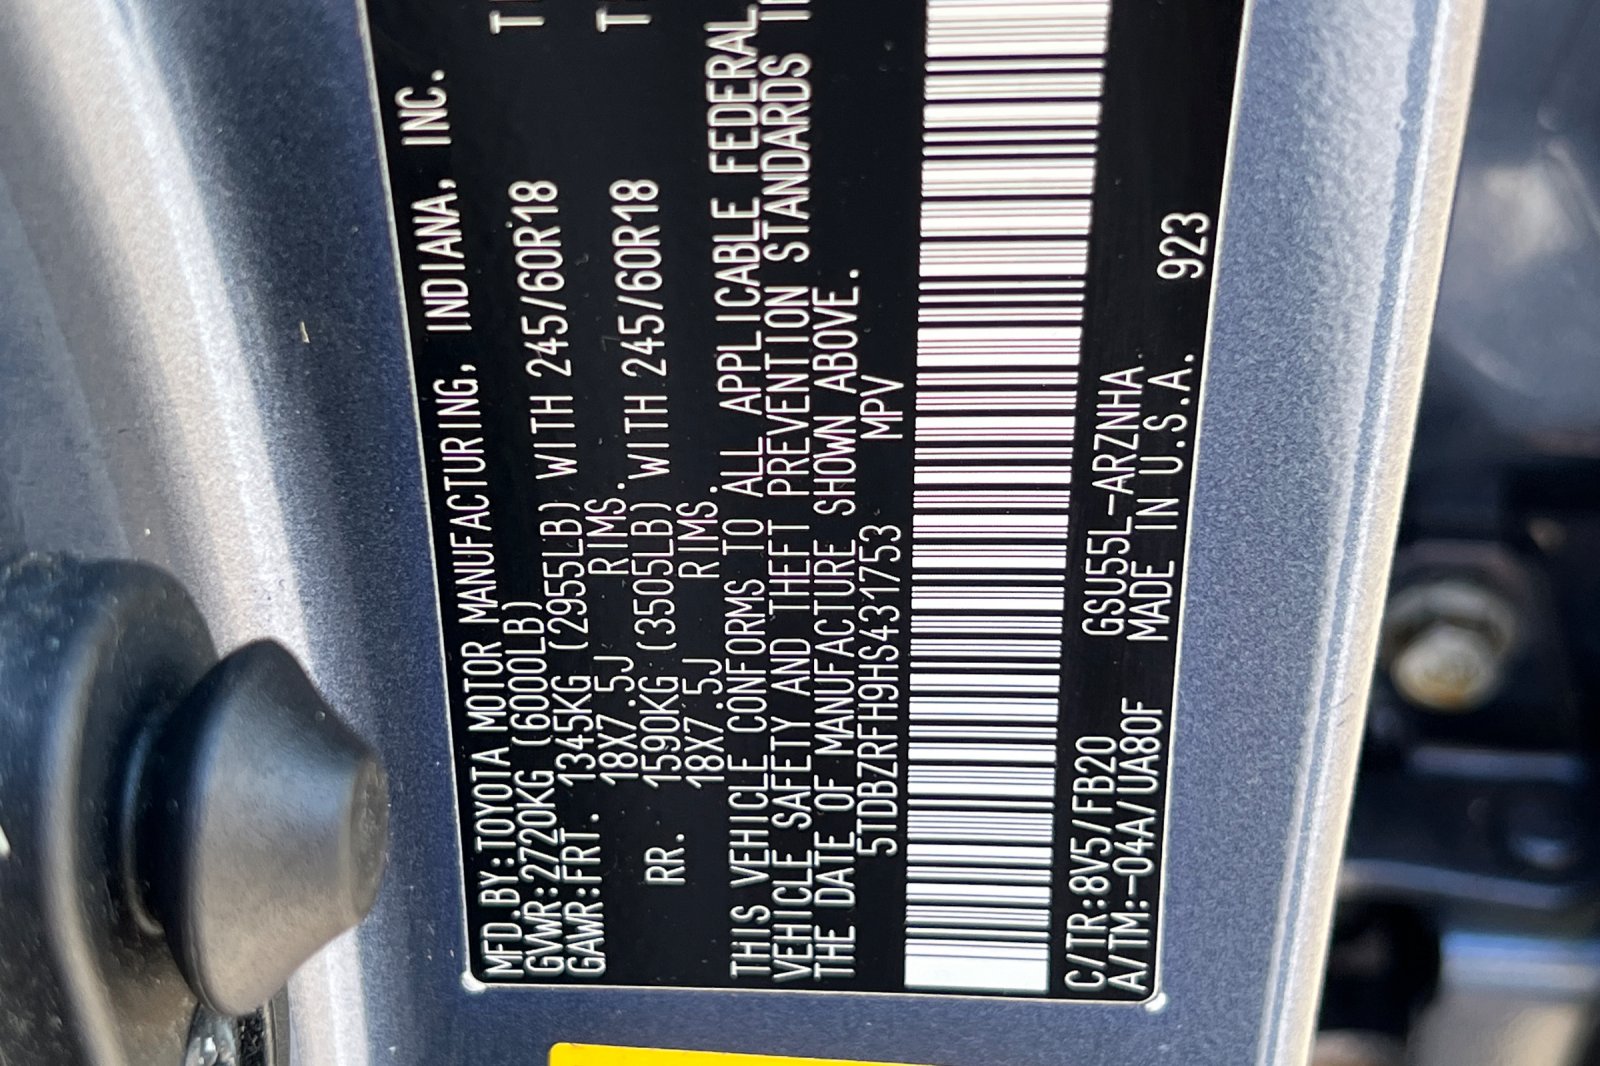 MFD.BY:TOYOTA MOTOR MANUFACTURING, INDIANA, INC.
GVWR:2720KG (6000LB)
GAWR:FRT. 1345KG (2955LB) WITH 245/60R18
18X7.5J RIMS.
RR. 1590KG (3505LB) WITH 245/60R18
18X7.5J RIMS.
THIS VEHICLE CONFORMS TO ALL APPLICABLE FEDERAL
VEHICLE SAFETY AND THEFT PREVENTION STANDARDS
THE DATE OF MANUFACTURE SHOWN ABOVE.
5TDBZRFH9HS431753 MPV
C/TR:8V5/FB20 GSU55L-ARZNHA
A/TM:-04A/UA80F MADE IN U.S.A. 923